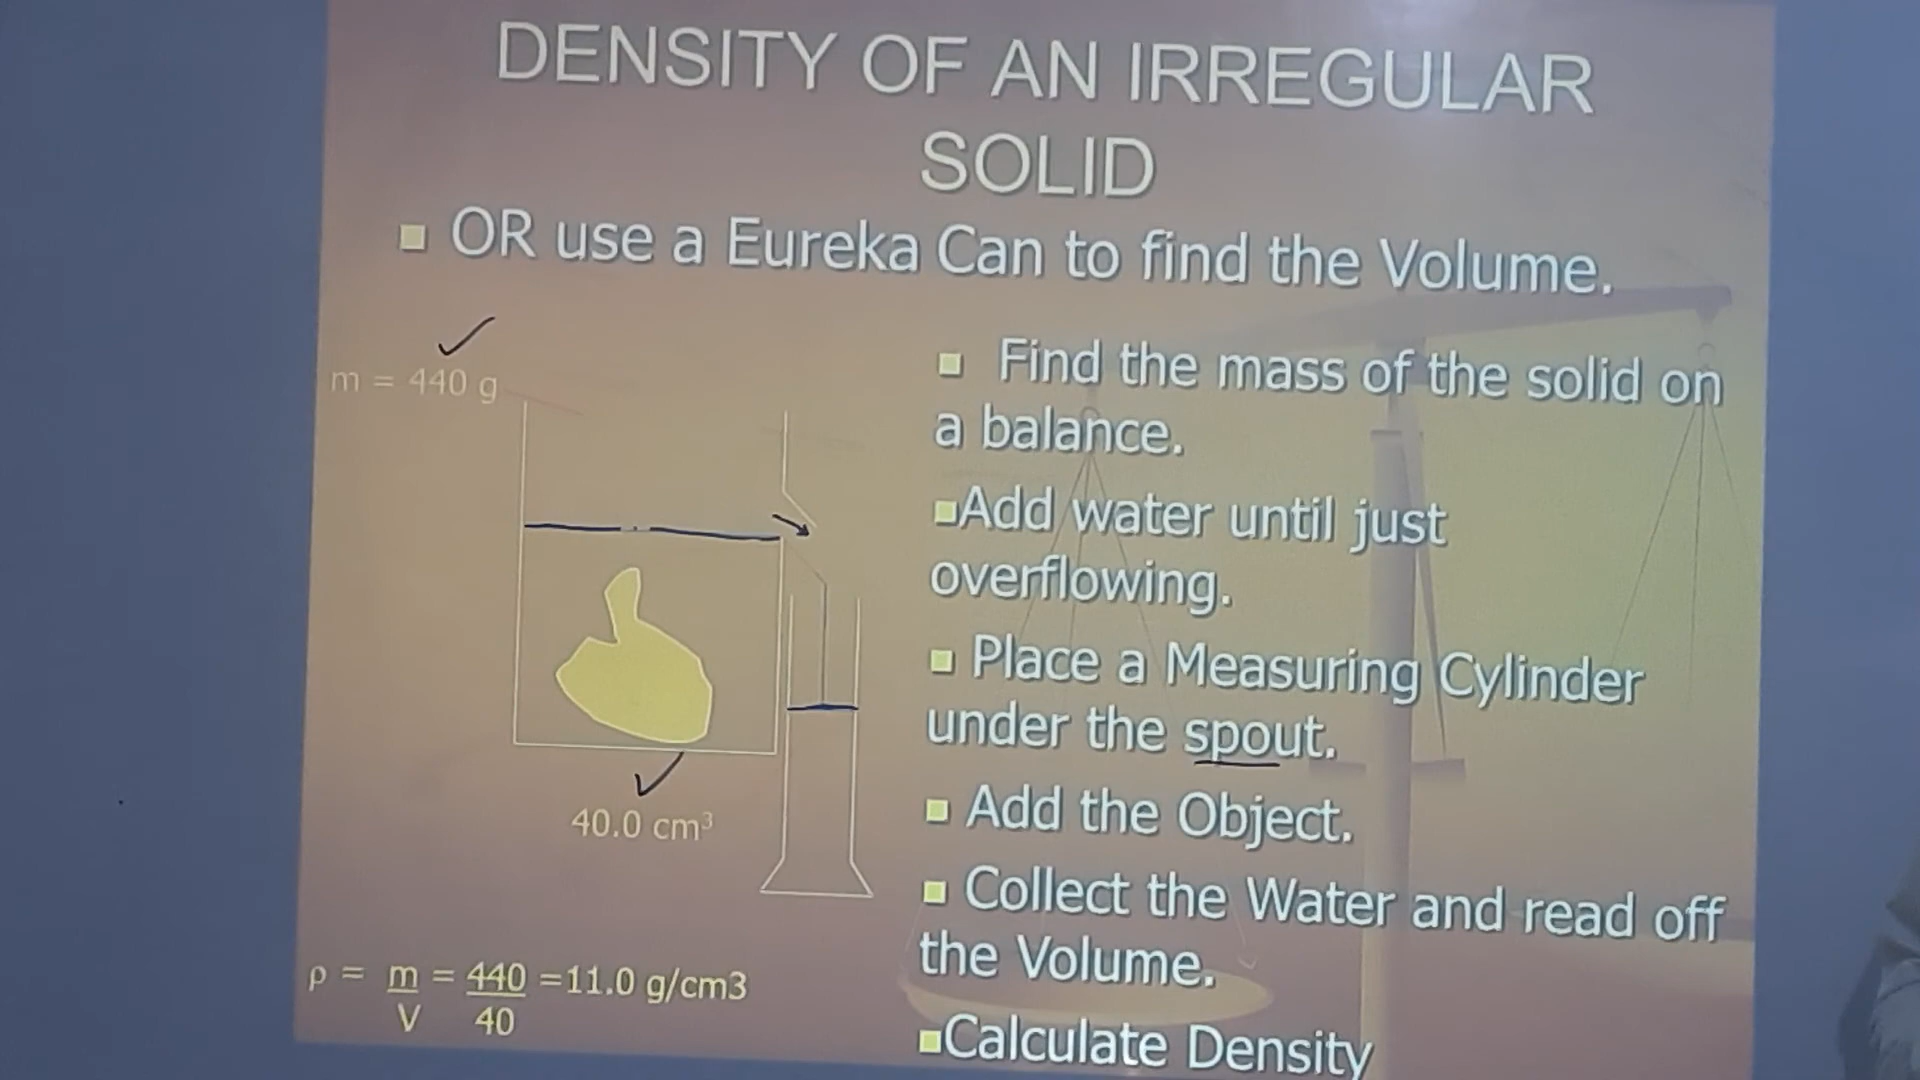 DENSITY OF AN IRREGULAR
SOLID
OR use a Eureka Can to find the Volume.
m = 440 g
Find the mass of the solid on
a balance.
Add water until just
overflowing.
Place a Measuring Cylinder
under the spout.
Add the Object.
40.0 cm³
Collect the Water and read off
the Volume.
ρ = m = 440 =11.0 g/cm3
V 40
Calculate Density